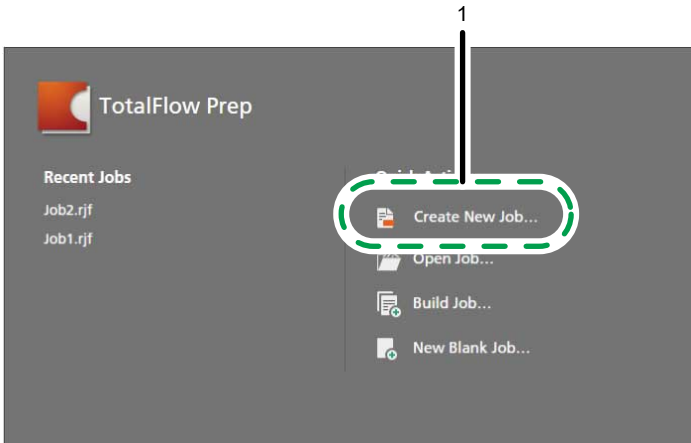 1
TotalFlow Prep
Recent Jobs
Job2.rjf
Job1.rjf
Create New Job...
Open Job...
Build Job...
New Blank Job...